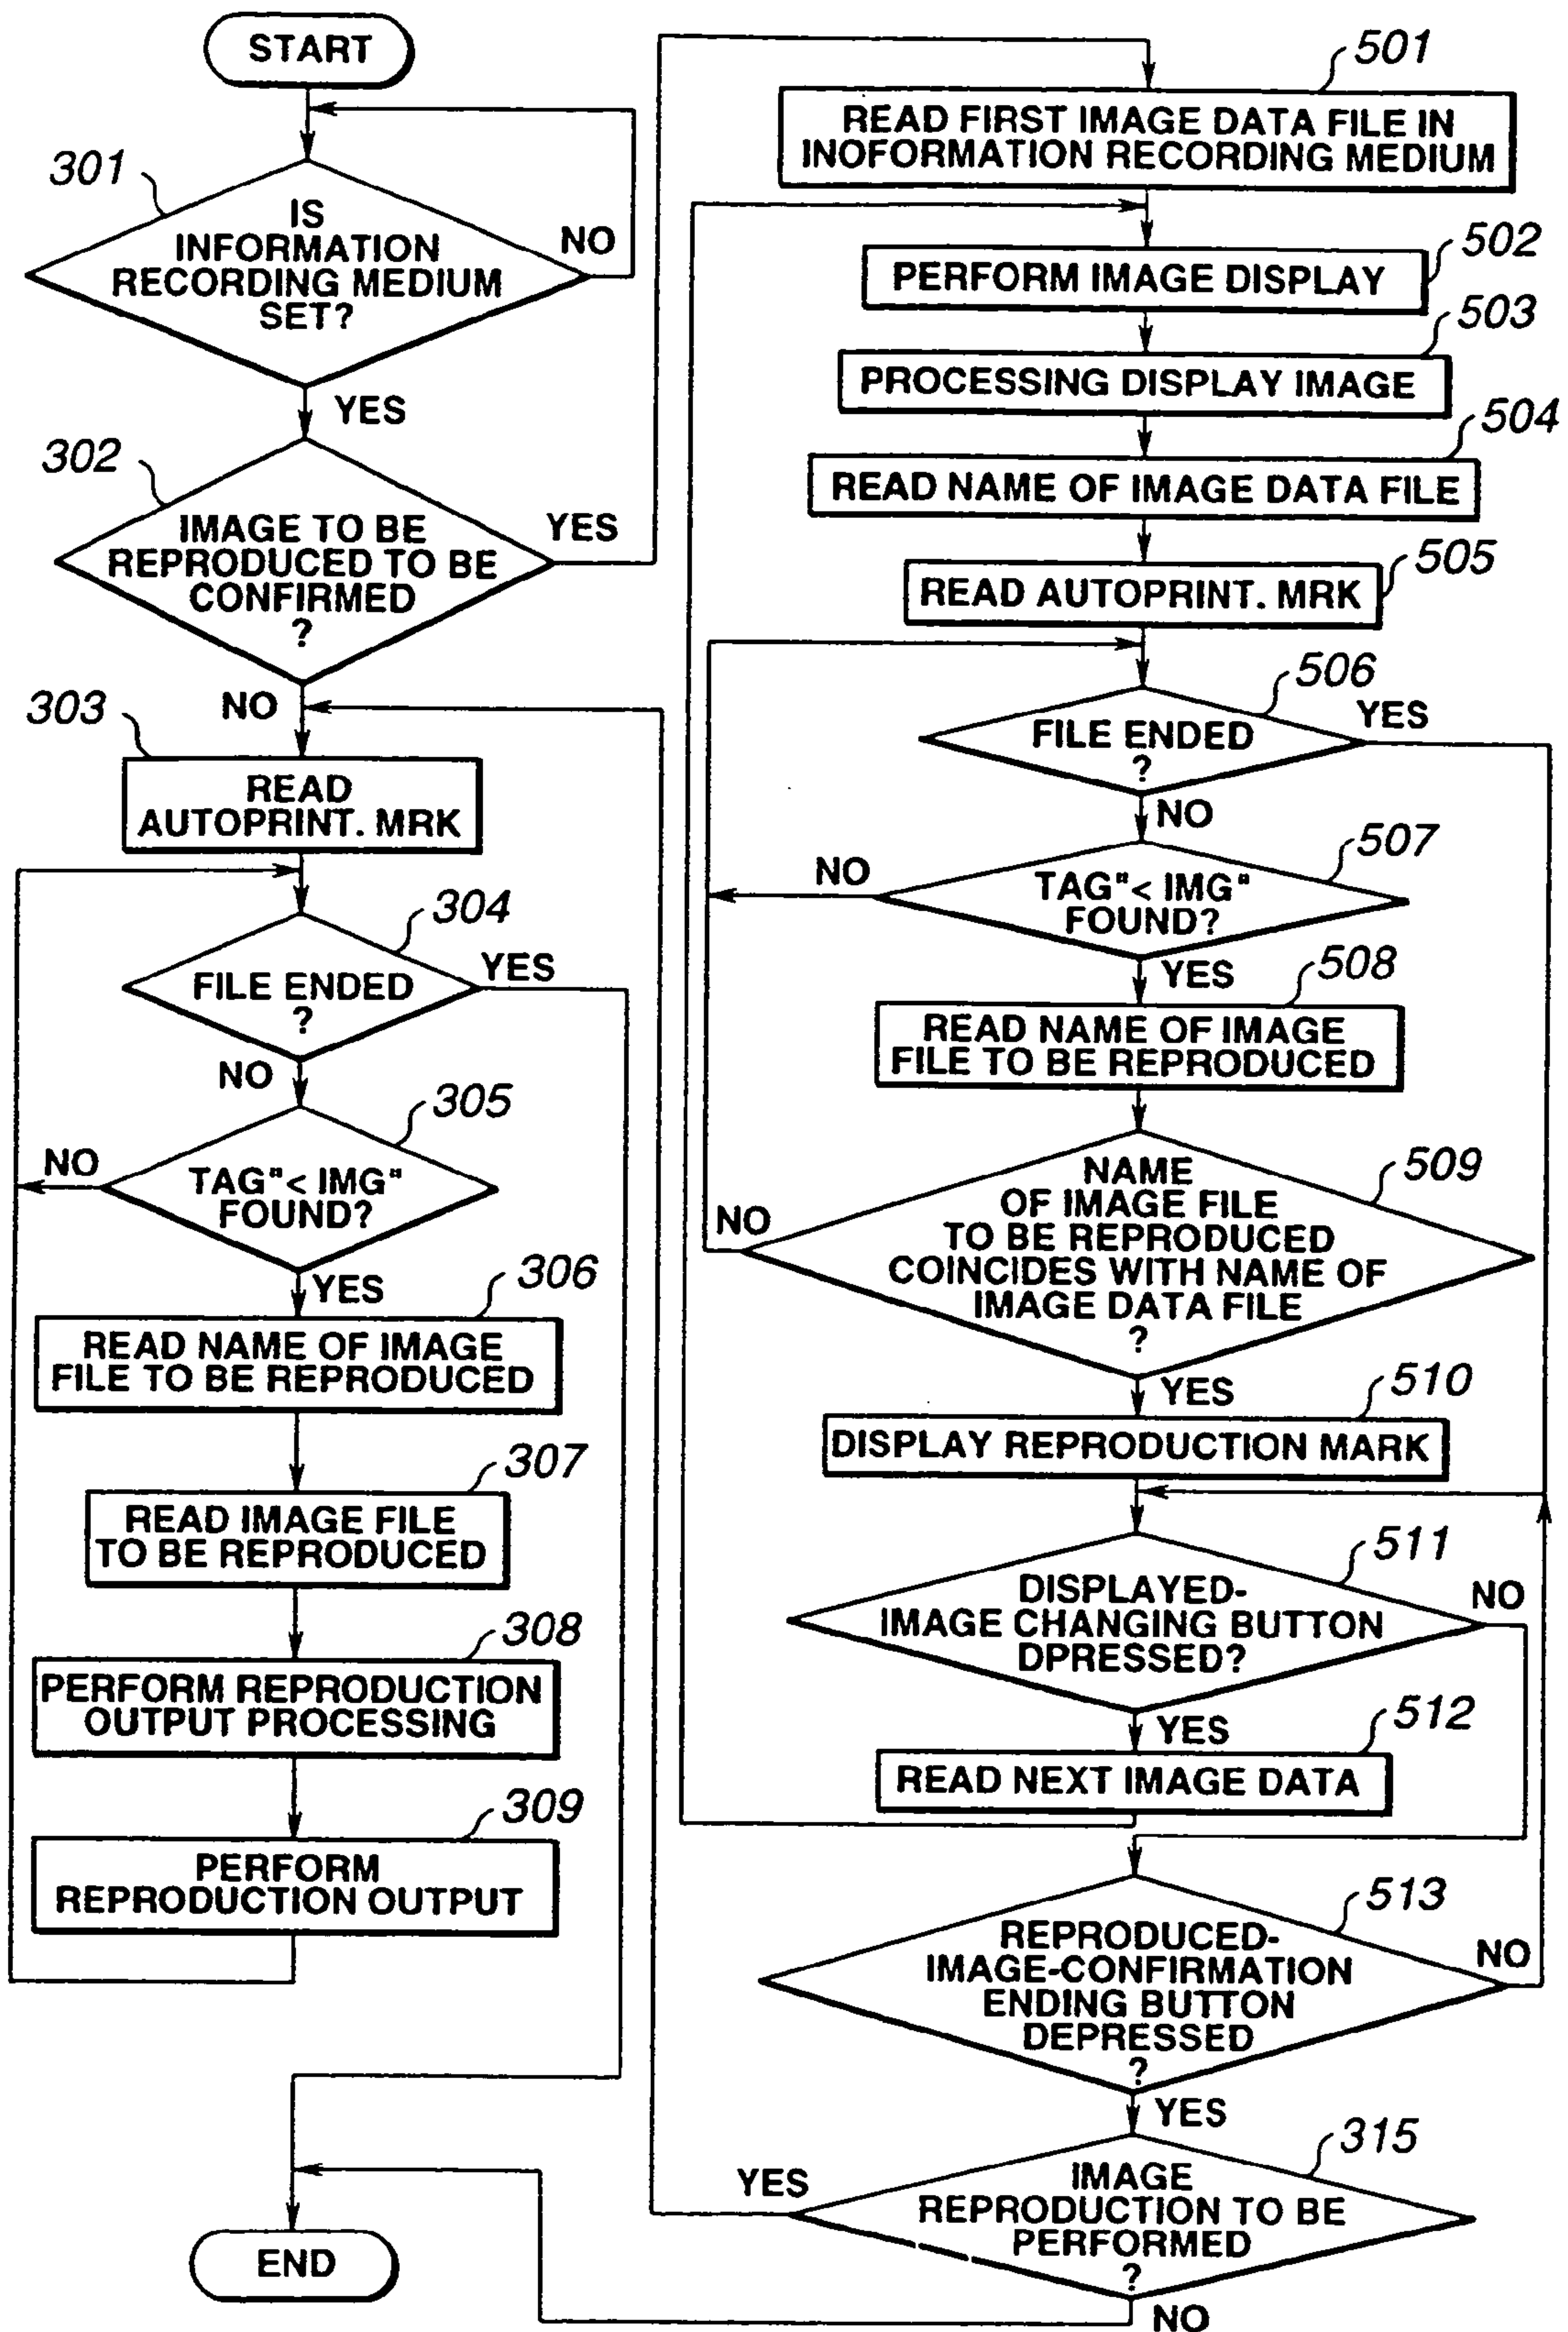 START
301
IS
INFORMATION
RECORDING MEDIUM
SET?
NO
YES
302
IMAGE TO BE
REPRODUCED TO BE
CONFIRMED
?
YES
NO
303
READ
AUTOPRINT. MRK
304
FILE ENDED
?
YES
NO
305
TAG"< IMG"
FOUND?
NO
YES
306
READ NAME OF IMAGE
FILE TO BE REPRODUCED
307
READ IMAGE FILE
TO BE REPRODUCED
308
PERFORM REPRODUCTION
OUTPUT PROCESSING
309
PERFORM
REPRODUCTION OUTPUT
END
501
READ FIRST IMAGE DATA FILE IN
INOFORMATION RECORDING MEDIUM
502
PERFORM IMAGE DISPLAY
503
PROCESSING DISPLAY IMAGE
504
READ NAME OF IMAGE DATA FILE
505
READ AUTOPRINT. MRK
506
FILE ENDED
?
YES
NO
507
TAG"< IMG"
FOUND?
NO
YES
508
READ NAME OF IMAGE
FILE TO BE REPRODUCED
509
NAME
OF IMAGE FILE
TO BE REPRODUCED
COINCIDES WITH NAME OF
IMAGE DATA FILE
?
NO
YES
510
DISPLAY REPRODUCTION MARK
511
DISPLAYED-
IMAGE CHANGING BUTTON
DPRESSED?
NO
YES
512
READ NEXT IMAGE DATA
513
REPRODUCED-
IMAGE-CONFIRMATION
ENDING BUTTON
DEPRESSED
?
NO
YES
315
IMAGE
REPRODUCTION TO BE
PERFORMED
?
YES
NO